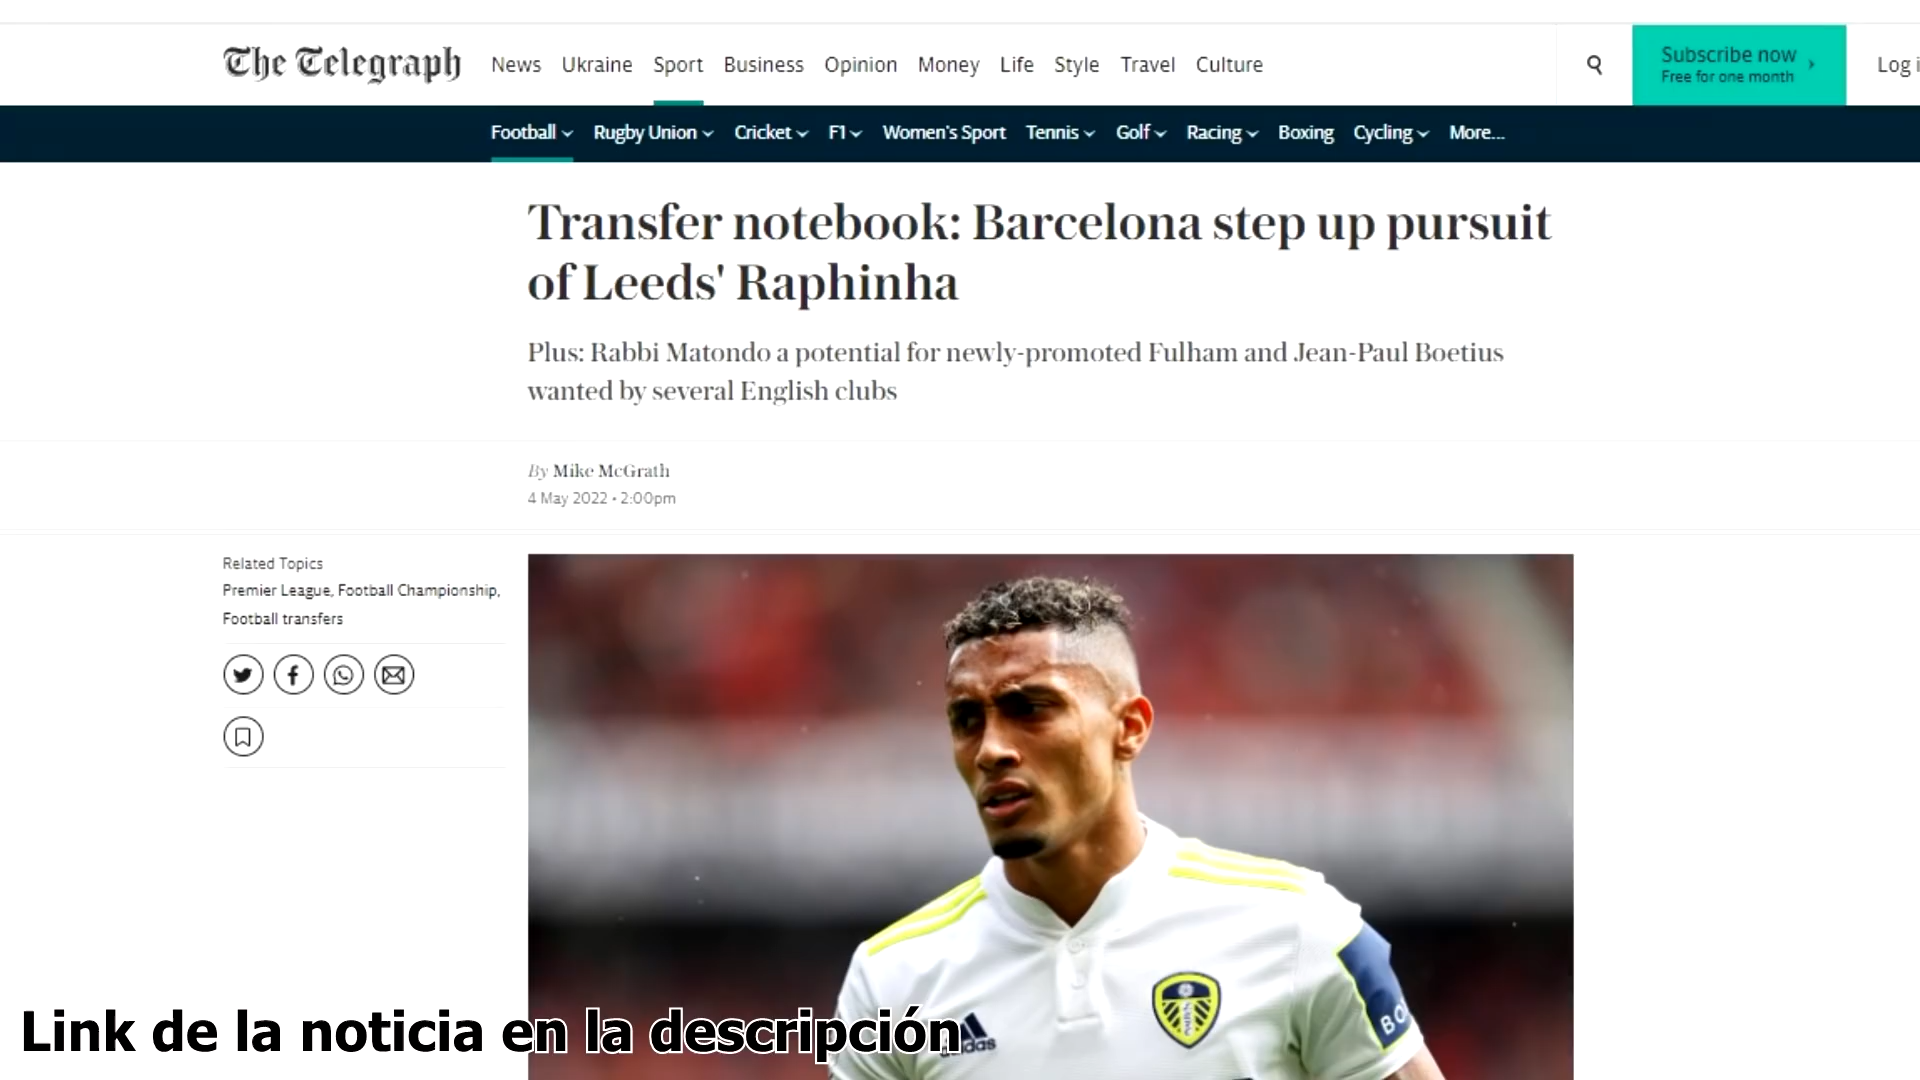 The Telegraph
News Ukraine Sport Business Opinion Money Life Style Travel Culture
Subscribe now
Free for one month
Log i
Football Rugby Union Cricket F1 Women's Sport Tennis Golf Racing Boxing Cycling More...
Transfer notebook: Barcelona step up pursuit
of Leeds' Raphinha
Plus: Rabbi Matondo a potential for newly-promoted Fulham and Jean-Paul Boetius
wanted by several English clubs
By Mike McGrath
4 May 2022 • 2:00pm
Related Topics
Premier League, Football Championship,
Football transfers
BO
adidas
Link de la noticia en la descripción